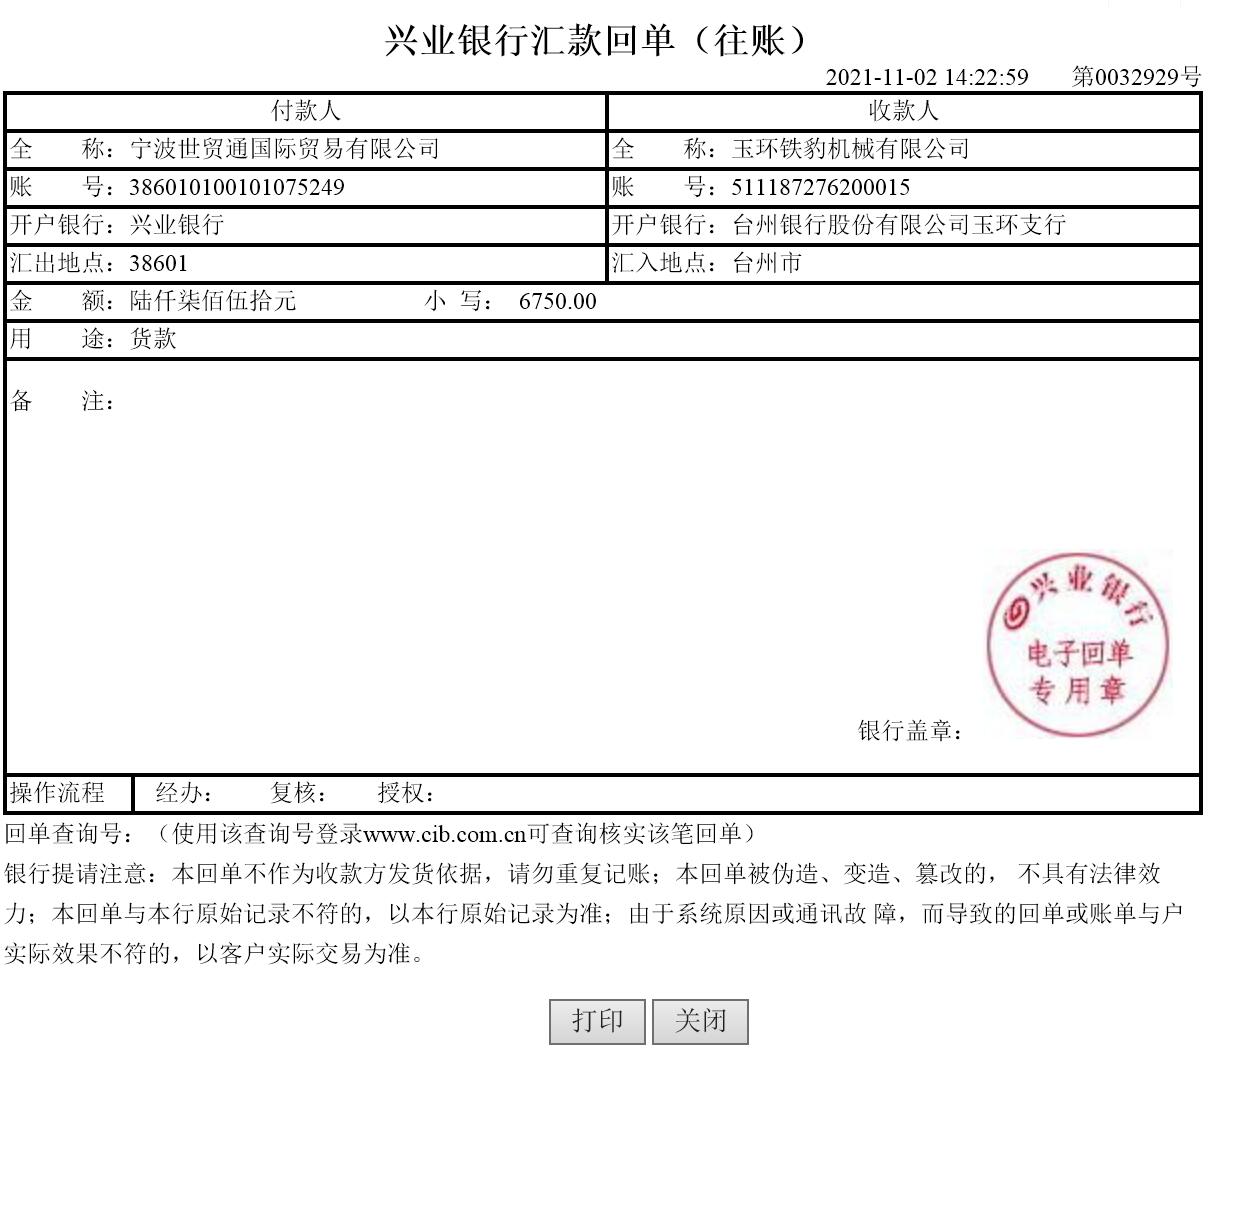 兴业银行汇款回单（往账）
2021-11-02 14:22:59 第0032929号
付款人 收款人
全 称：宁波世贸通国际贸易有限公司 全 称：玉环铁豹机械有限公司
账 号：386010100101075249 账 号：511187276200015
开户银行：兴业银行 开户银行：台州银行股份有限公司玉环支行
汇出地点：38601 汇入地点：台州市
金 额：陆仟柒佰伍拾元 小 写： 6750.00
用 途：货款
备 注：
兴业银行
电子回单
专用章
银行盖章：
操作流程 经办： 复核： 授权：
回单查询号：（使用该查询号登录www.cib.com.cn可查询核实该笔回单）
银行提请注意：本回单不作为收款方发货依据，请勿重复记账；本回单被伪造、变造、篡改的， 不具有法律效
力；本回单与本行原始记录不符的，以本行原始记录为准；由于系统原因或通讯故 障，而导致的回单或账单与户
实际效果不符的，以客户实际交易为准。
打印 关闭